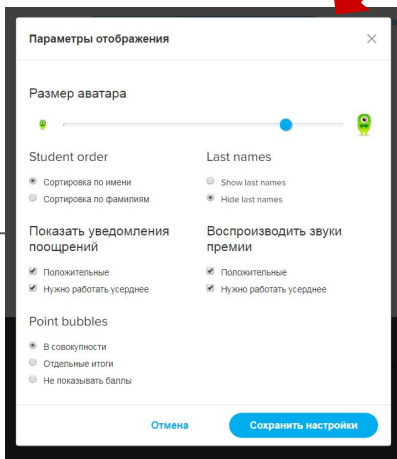 Параметры отображения
Размер аватара
Student order
Сортировка по имени
Сортировка по фамилиям
Last names
Show last names
Hide last names
Показать уведомления
поощрений
Положительные
Нужно работать усерднее
Воспроизводить звуки
премии
Положительные
Нужно работать усерднее
Point bubbles
В совокупности
Отдельные итоги
Не показывать баллы
Отмена
Сохранить настройки